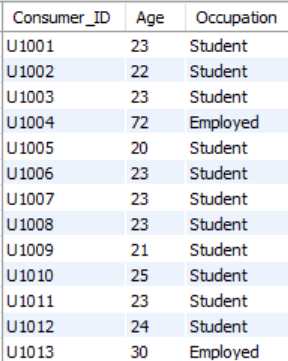 Consumer_ID Age Occupation
U1001 23 Student
U1002 22 Student
U1003 23 Student
U1004 72 Employed
U1005 20 Student
U1006 23 Student
U1007 23 Student
U1008 23 Student
U1009 21 Student
U1010 25 Student
U1011 23 Student
U1012 24 Student
U1013 30 Employed